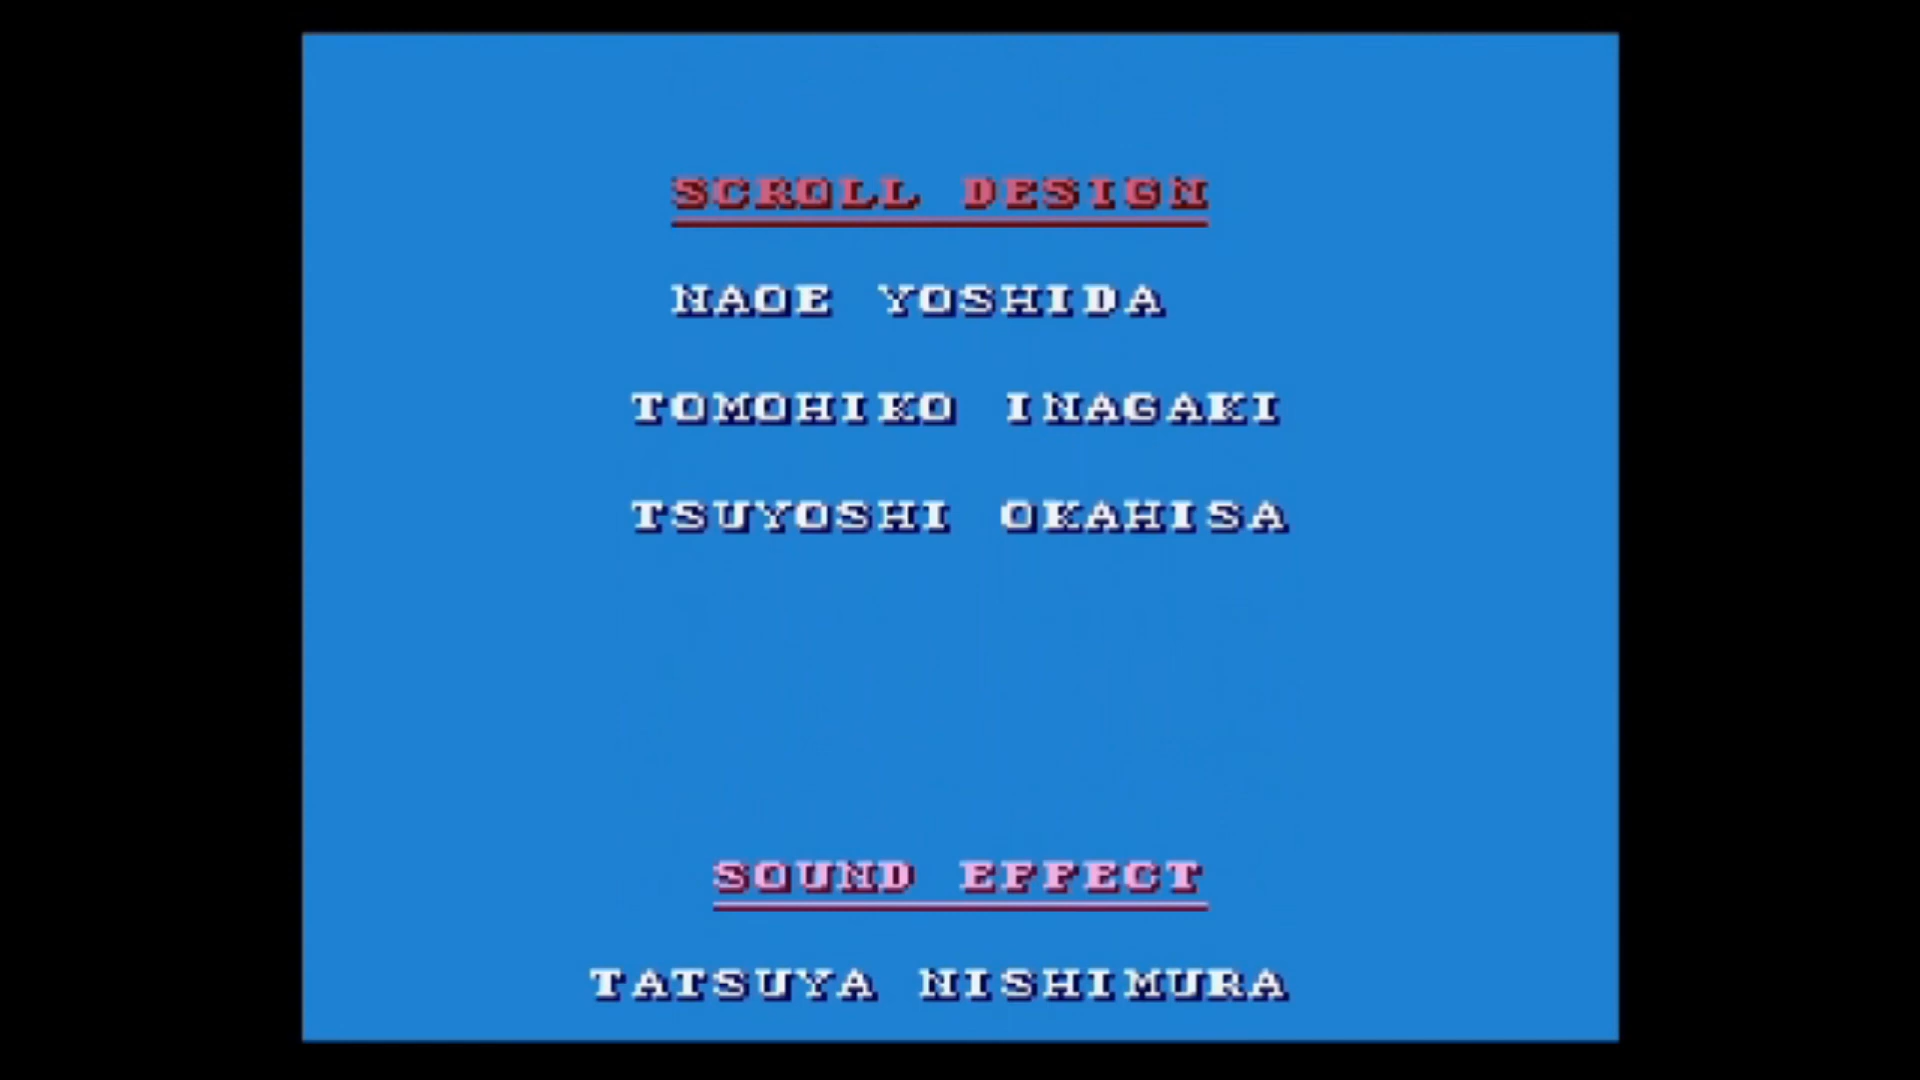 SCROLL DESIGN
NAOE YOSHIDA
TOMOHIKO INAGAKI
TSUYOSHI OKAHISA
SOUND EFFECT
TATSUYA NISHIMURA